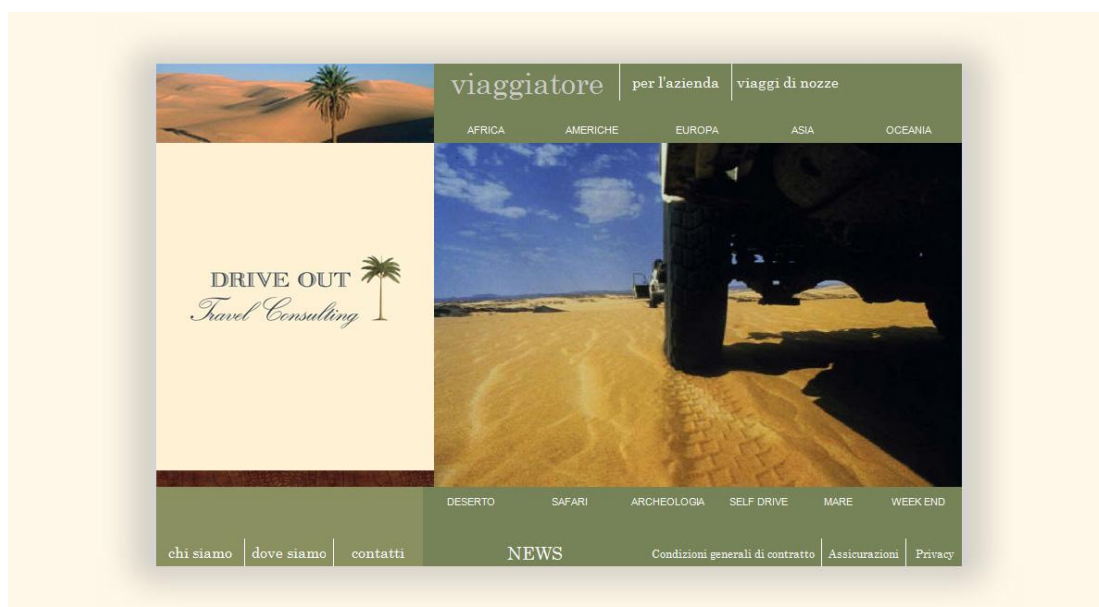 viaggiatore per l'azienda viaggi di nozze
AFRICA AMERICHE EUROPA ASIA OCEANIA
DRIVE OUT
Travel Consulting
DESERTO SAFARI ARCHEOLOGIA SELF DRIVE MARE WEEK END
chi siamo dove siamo contatti NEWS Condizioni generali di contratto Assicurazioni Privacy